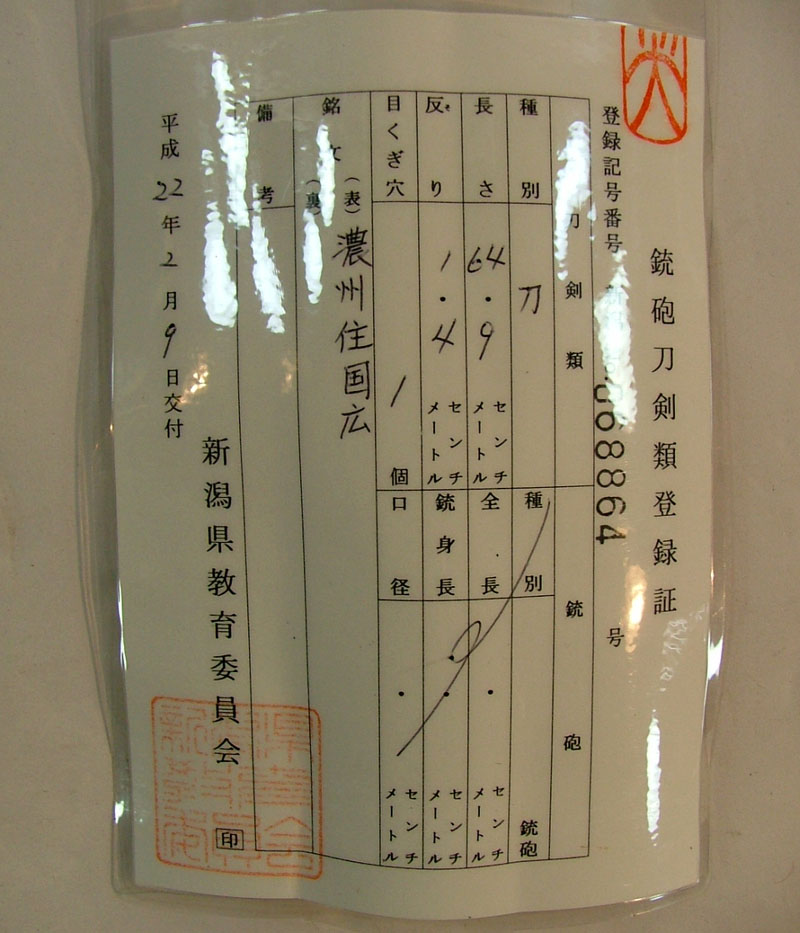 銃砲刀剣類登録証
登録記号番号 068864 号
刀剣類
銃砲
種別 刀
長さ 64.9 センチメートル
反り 1.4 センチメートル
目くぎ穴 1 個
銘文 (表) 濃州住国広
(裏)
備考
種別 銃砲
全長 . センチメートル
銃身長 . センチメートル
口径 . センチメートル
平成22年2月9日交付
新潟県教育委員会 印